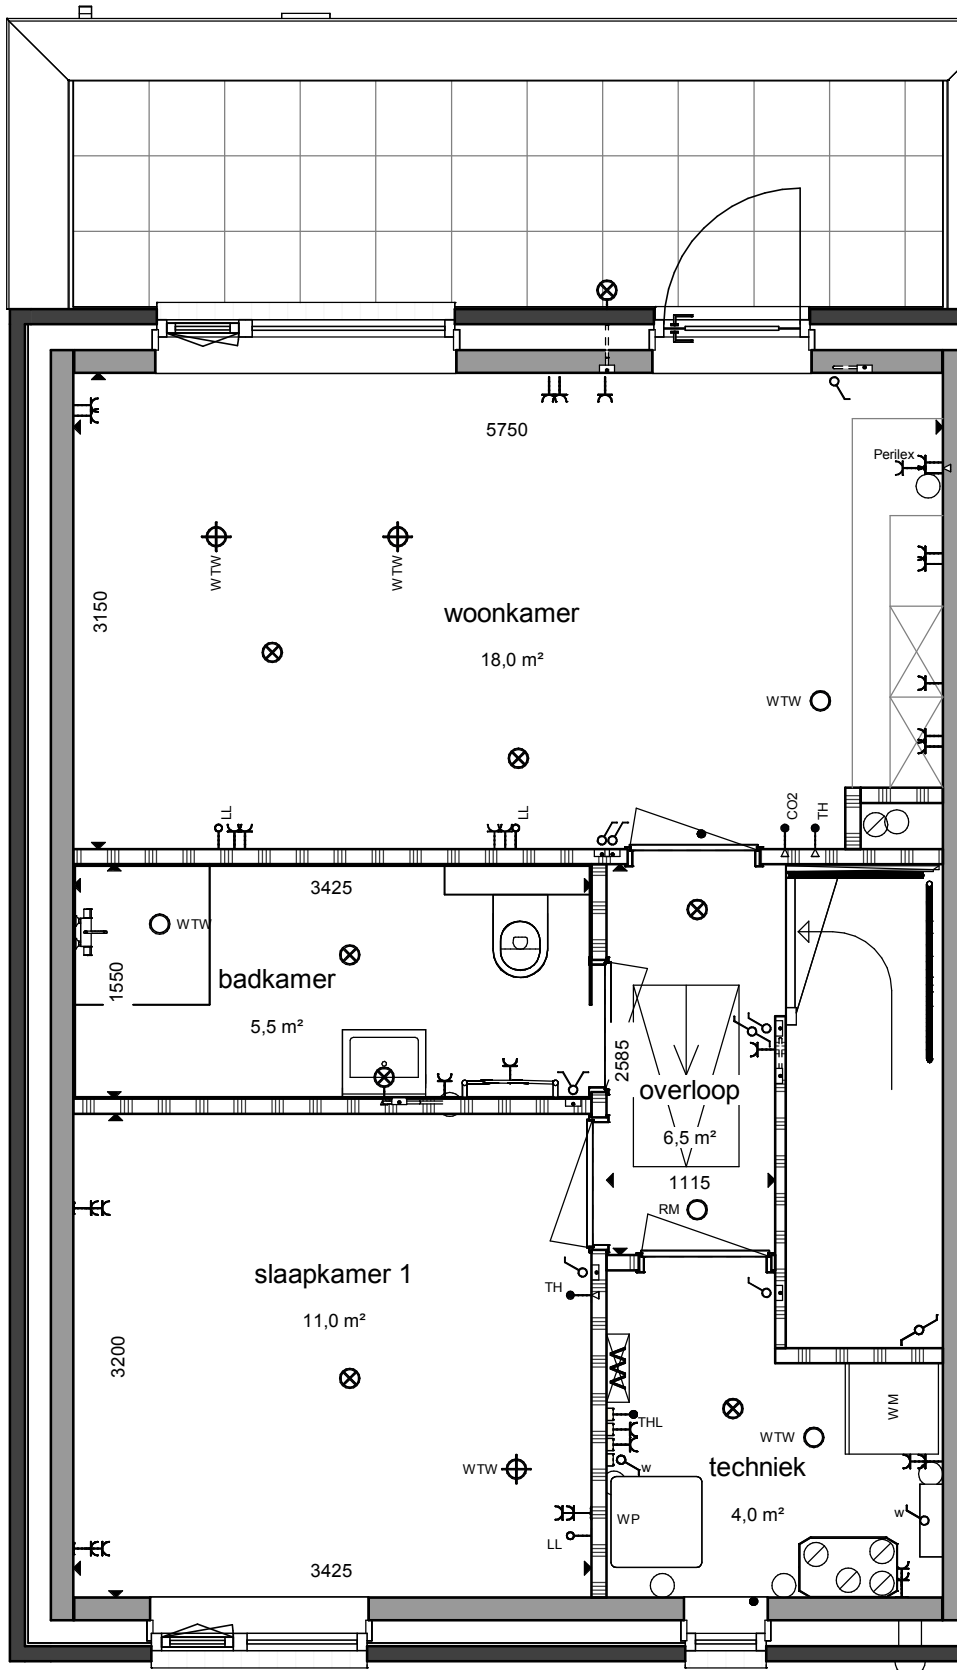 5750
Perilex
WTW
WTW
3150
woonkamer
18,0 m²
WTW
LL
LL
CO2
TH
3425
WTW
1550
badkamer
5,5 m²
2585
overloop
6,5 m²
1115
RM
slaapkamer 1
11,0 m²
TH
3200
WM
THL
WTW
WTW
w
techniek
4,0 m²
WP
w
LL
3425